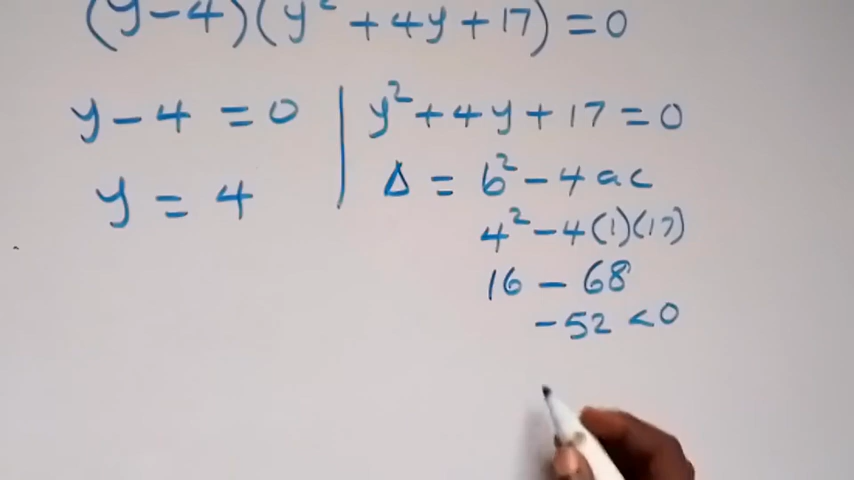 (y-4)(y²+4y+17)=0
y-4=0 | y²+4y+17=0
y=4
Δ=b²-4ac
4²-4(1)(17)
16-68
-52<0